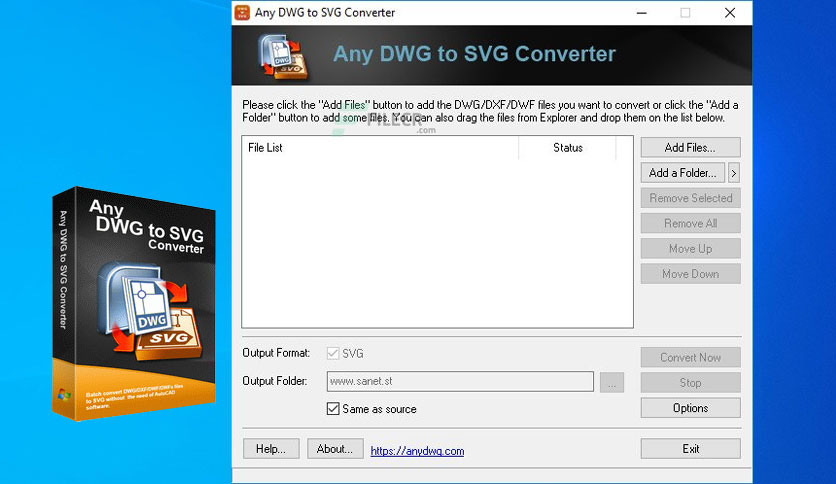 Any DWG to SVG Converter
Any DWG to SVG Converter
Please click the "Add Files" button to add the DWG/DXF/DWF files you want to convert or click the "Add a
Folder" button to add some files. You can also drag the files from Explorer and drop them on the list below.
FILECR
.com
File List
Status
Add Files...
Add a Folder...
>
Remove Selected
Remove All
Move Up
Move Down
Any
DWG to SVG
Converter
Any DWG to SVG Converter
DWG
SVG
Batch convert DWG/DXF/DWF/DWFx files
to SVG without the need of AutoCAD
software.
Output Format:
SVG
Convert Now
Output Folder:
www.sanet.st
...
Stop
Same as source
Options
Help...
About...
https://anydwg.com
Exit